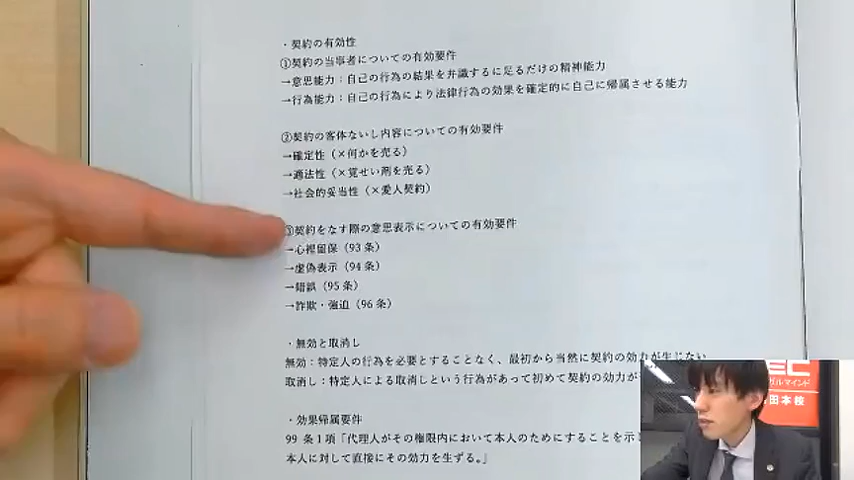 ・契約の有効性
①契約の当事者についての有効要件
→意思能力：自己の行為の結果を弁識するに足るだけの精神能力
→行為能力：自己の行為により法律行為の効果を確定的に自己に帰属させる能力
②契約の客体ないし内容についての有効要件
→確定性（×何かを売る）
→適法性（×覚せい剤を売る）
→社会的妥当性（×愛人契約）
③契約をなす際の意思表示についての有効要件
→心裡留保（93 条）
→虚偽表示（94 条）
→錯誤（95 条）
→詐欺・強迫（96 条）
・無効と取消し
無効：特定人の行為を必要とすることなく、最初から当然に契約の効力が生じない
取消し：特定人による取消しという行為があって初めて契約の効力が
・効果帰属要件
99 条 1 項「代理人がその権限内において本人のためにすることを示し
本人に対して直接にその効力を生ずる。」
ガルマインド
田本校